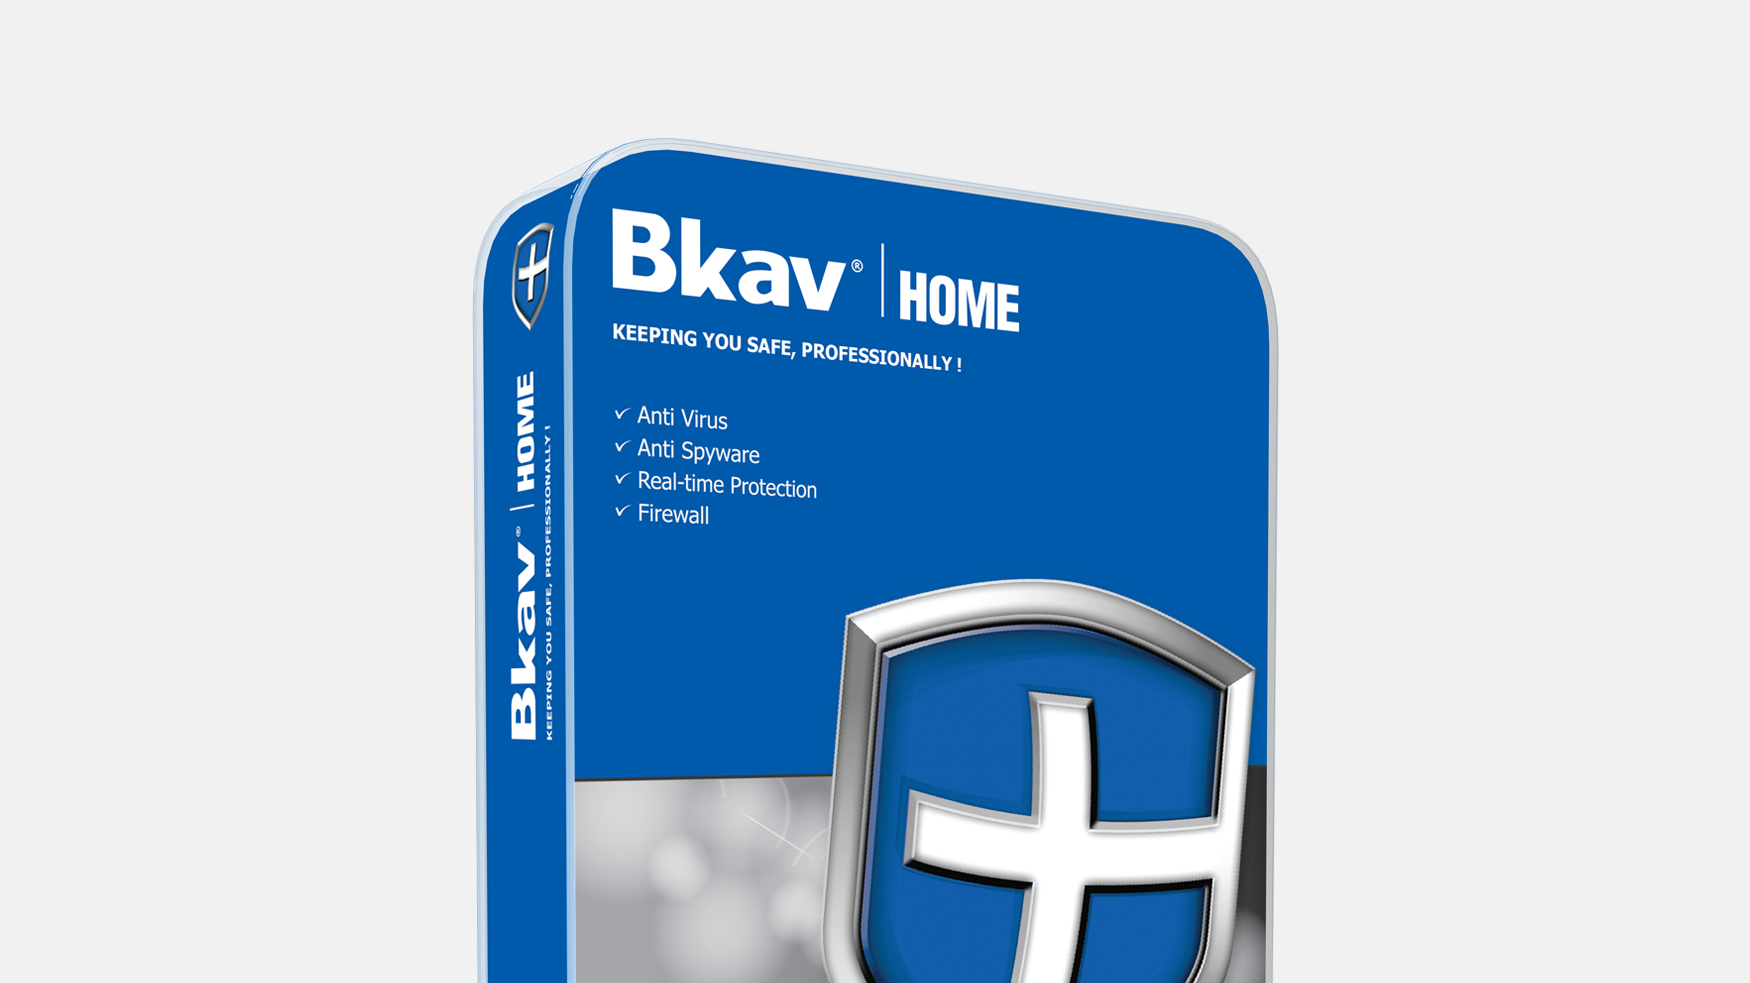 Bkav® | HOME
KEEPING YOU SAFE, PROFESSIONALLY !
✓ Anti Virus
✓ Anti Spyware
✓ Real-time Protection
✓ Firewall
Bkav® | HOME
KEEPING YOU SAFE, PROFESSIONALLY !